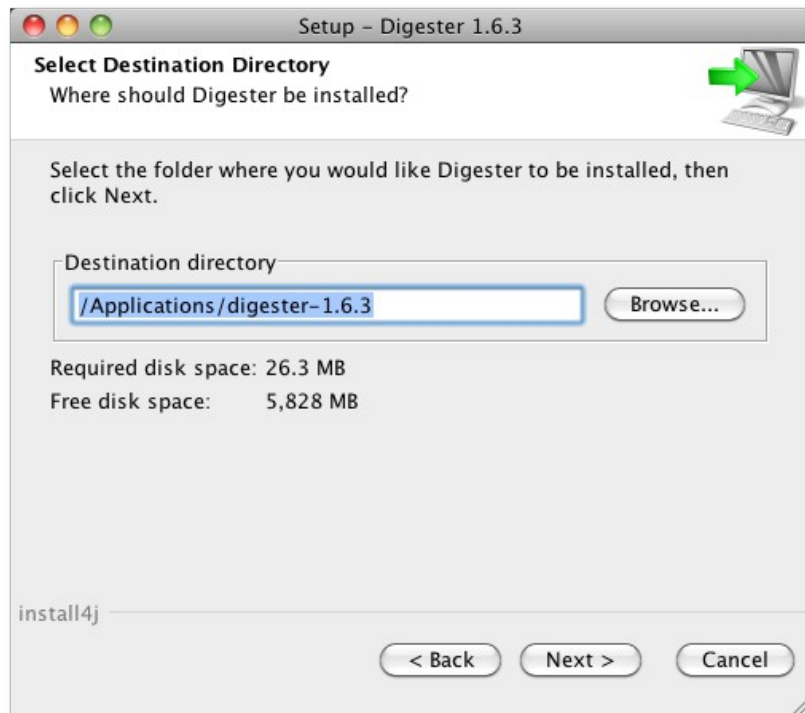 Setup – Digester 1.6.3
Select Destination Directory
Where should Digester be installed?
Select the folder where you would like Digester to be installed, then
click Next.
Destination directory
/Applications/digester-1.6.3
Browse...
Required disk space: 26.3 MB
Free disk space: 5,828 MB
install4j
< Back
Next >
Cancel